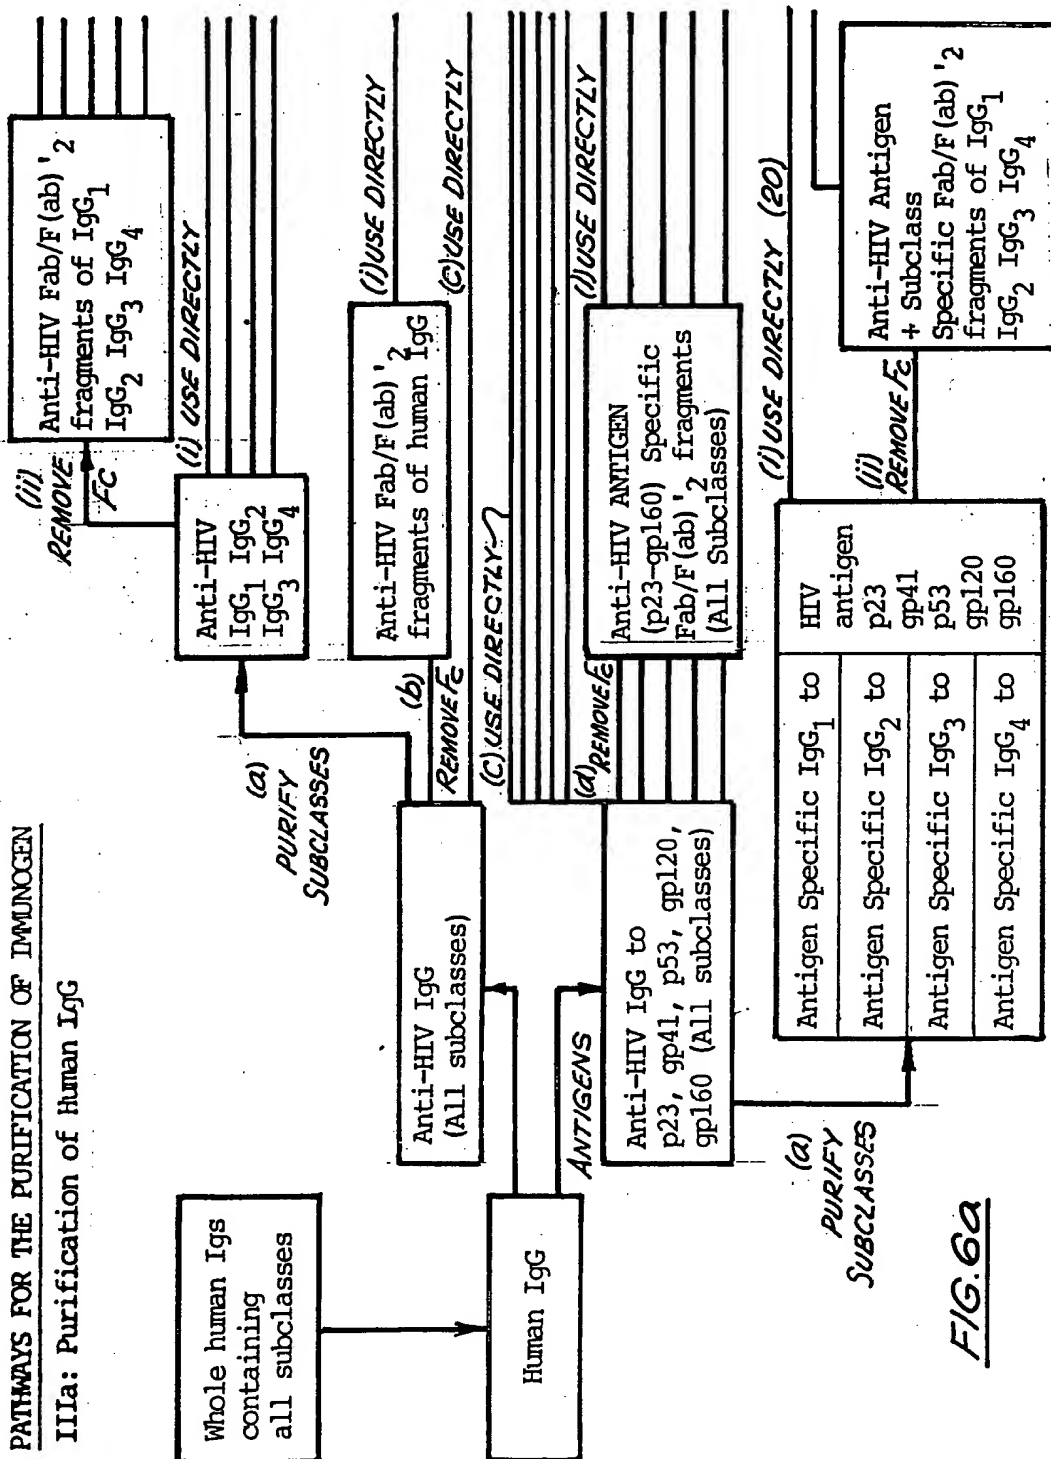 PATHWAYS FOR THE PURIFICATION OF IMMUNOGEN
IIIa: Purification of Human IgG
Whole human Igs
containing
all subclasses
Human IgG
ANTIGENS
Anti-HIV IgG
(All subclasses)
(a)
PURIFY
SUBCLASSES
Anti-HIV
IgG1 IgG2
IgG3 IgG4
(ii)
REMOVE
FC
Anti-HIV Fab/F(ab)'2
fragments of IgG1
IgG2 IgG3 IgG4
(i) USE DIRECTLY
(b)
REMOVE Fc
Anti-HIV Fab/F(ab)'2
fragments of human IgG
(i) USE DIRECTLY
(C) USE DIRECTLY
Anti-HIV IgG to
p23, gp41, p53, gp120,
gp160 (All subclasses)
(C) USE DIRECTLY
(d) REMOVE Fc
Anti-HIV ANTIGEN
(p23-gp160) Specific
Fab/F(ab)'2 fragments
(All Subclasses)
(i) USE DIRECTLY
(a)
PURIFY
SUBCLASSES
Antigen Specific IgG1 to
Antigen Specific IgG2 to
Antigen Specific IgG3 to
Antigen Specific IgG4 to
HIV
antigen
p23
gp41
p53
gp120
gp160
(i) USE DIRECTLY (20)
(ii)
REMOVE Fc
Anti-HIV Antigen
+ Subclass
Specific Fab/F(ab)'2
fragments of IgG1
IgG2 IgG3 IgG4
FIG. 6a